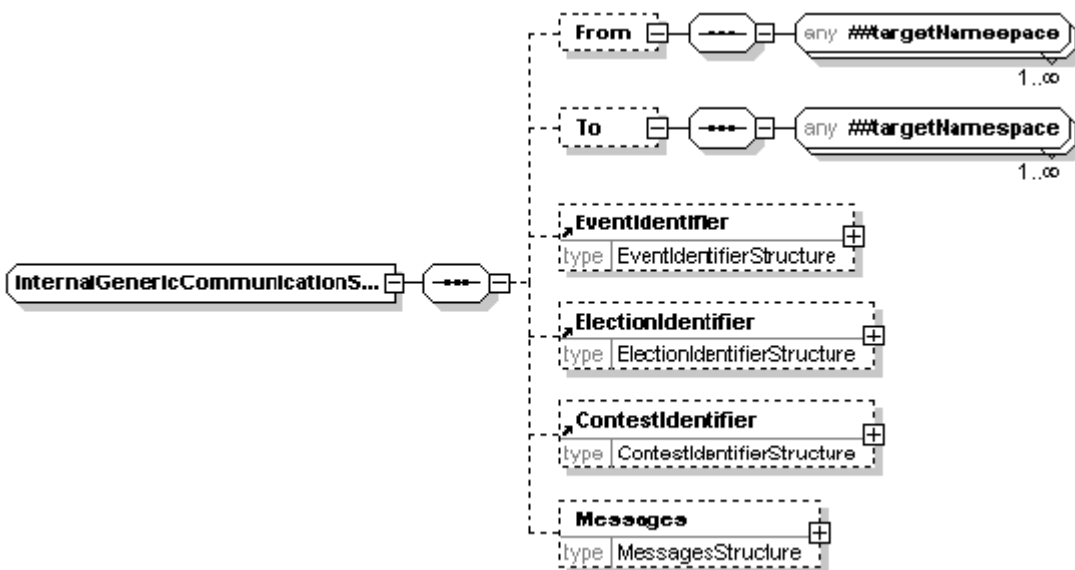 From
any ##targetNamespace
1..∞
To
any ##targetNamespace
1..∞
EventIdentifier
type EventIdentifierStructure
InternalGenericCommunicationS...
ElectionIdentifier
type ElectionIdentifierStructure
ContestIdentifier
type ContestIdentifierStructure
Messages
type MessagesStructure